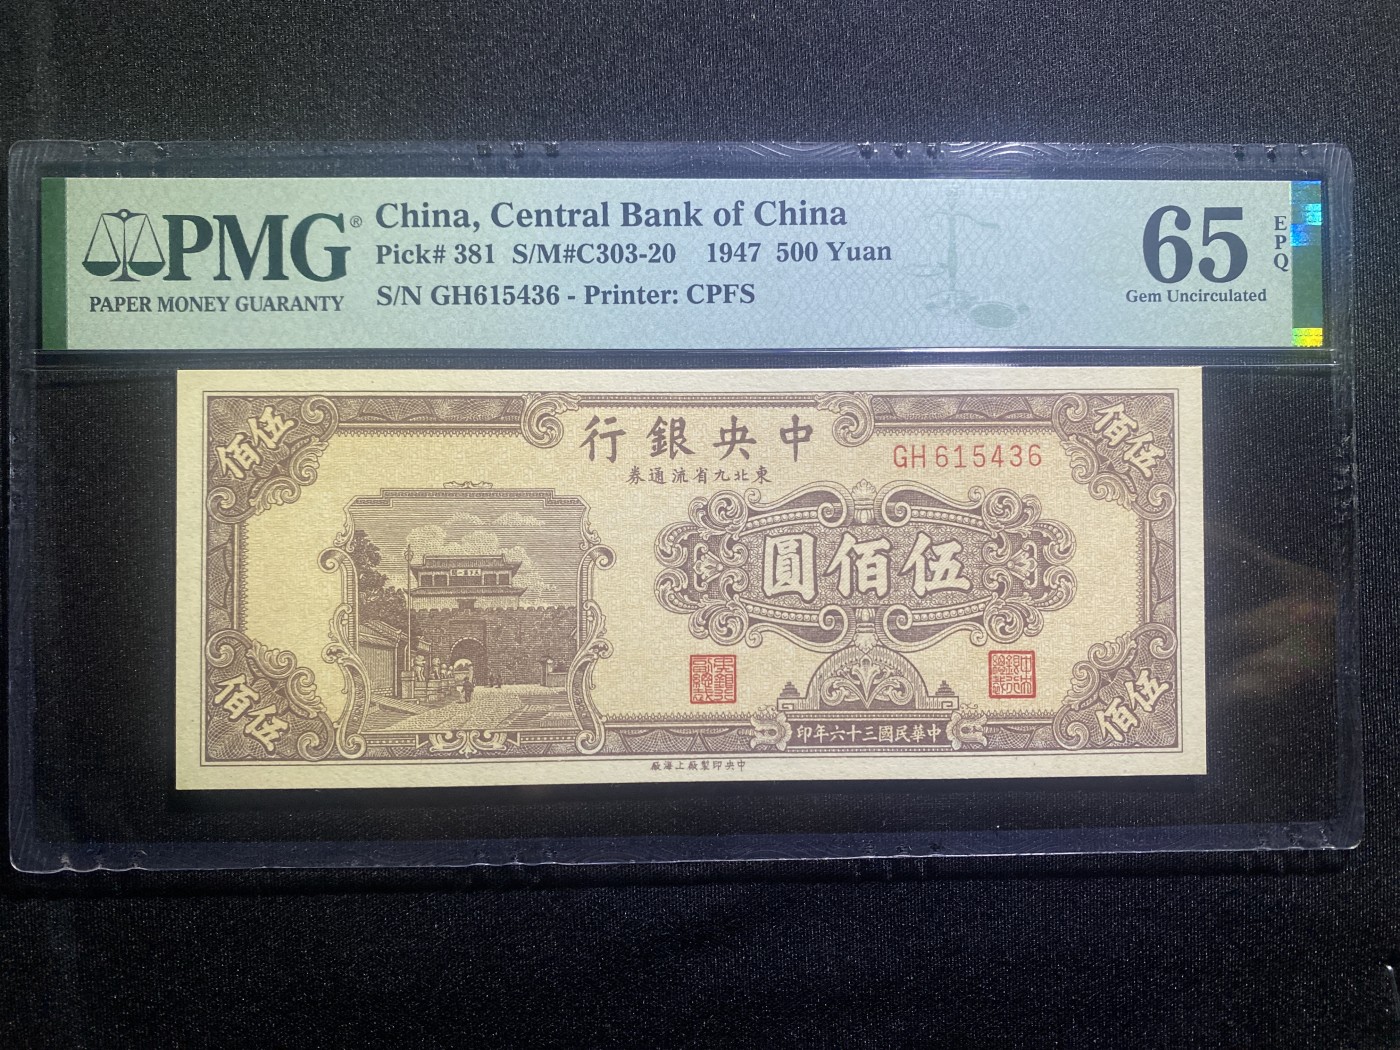 PMG®
PAPER MONEY GUARANTY
China, Central Bank of China
Pick# 381 S/M#C303-20 1947 500 Yuan
S/N GH615436 - Printer: CPFS
65
EPQ
Gem Uncirculated
佰伍
行銀央中
券通流省九北東
GH615436
佰伍
圓佰伍
佰伍
印年六十三國民華中
佰伍
廠海上廠製印央中